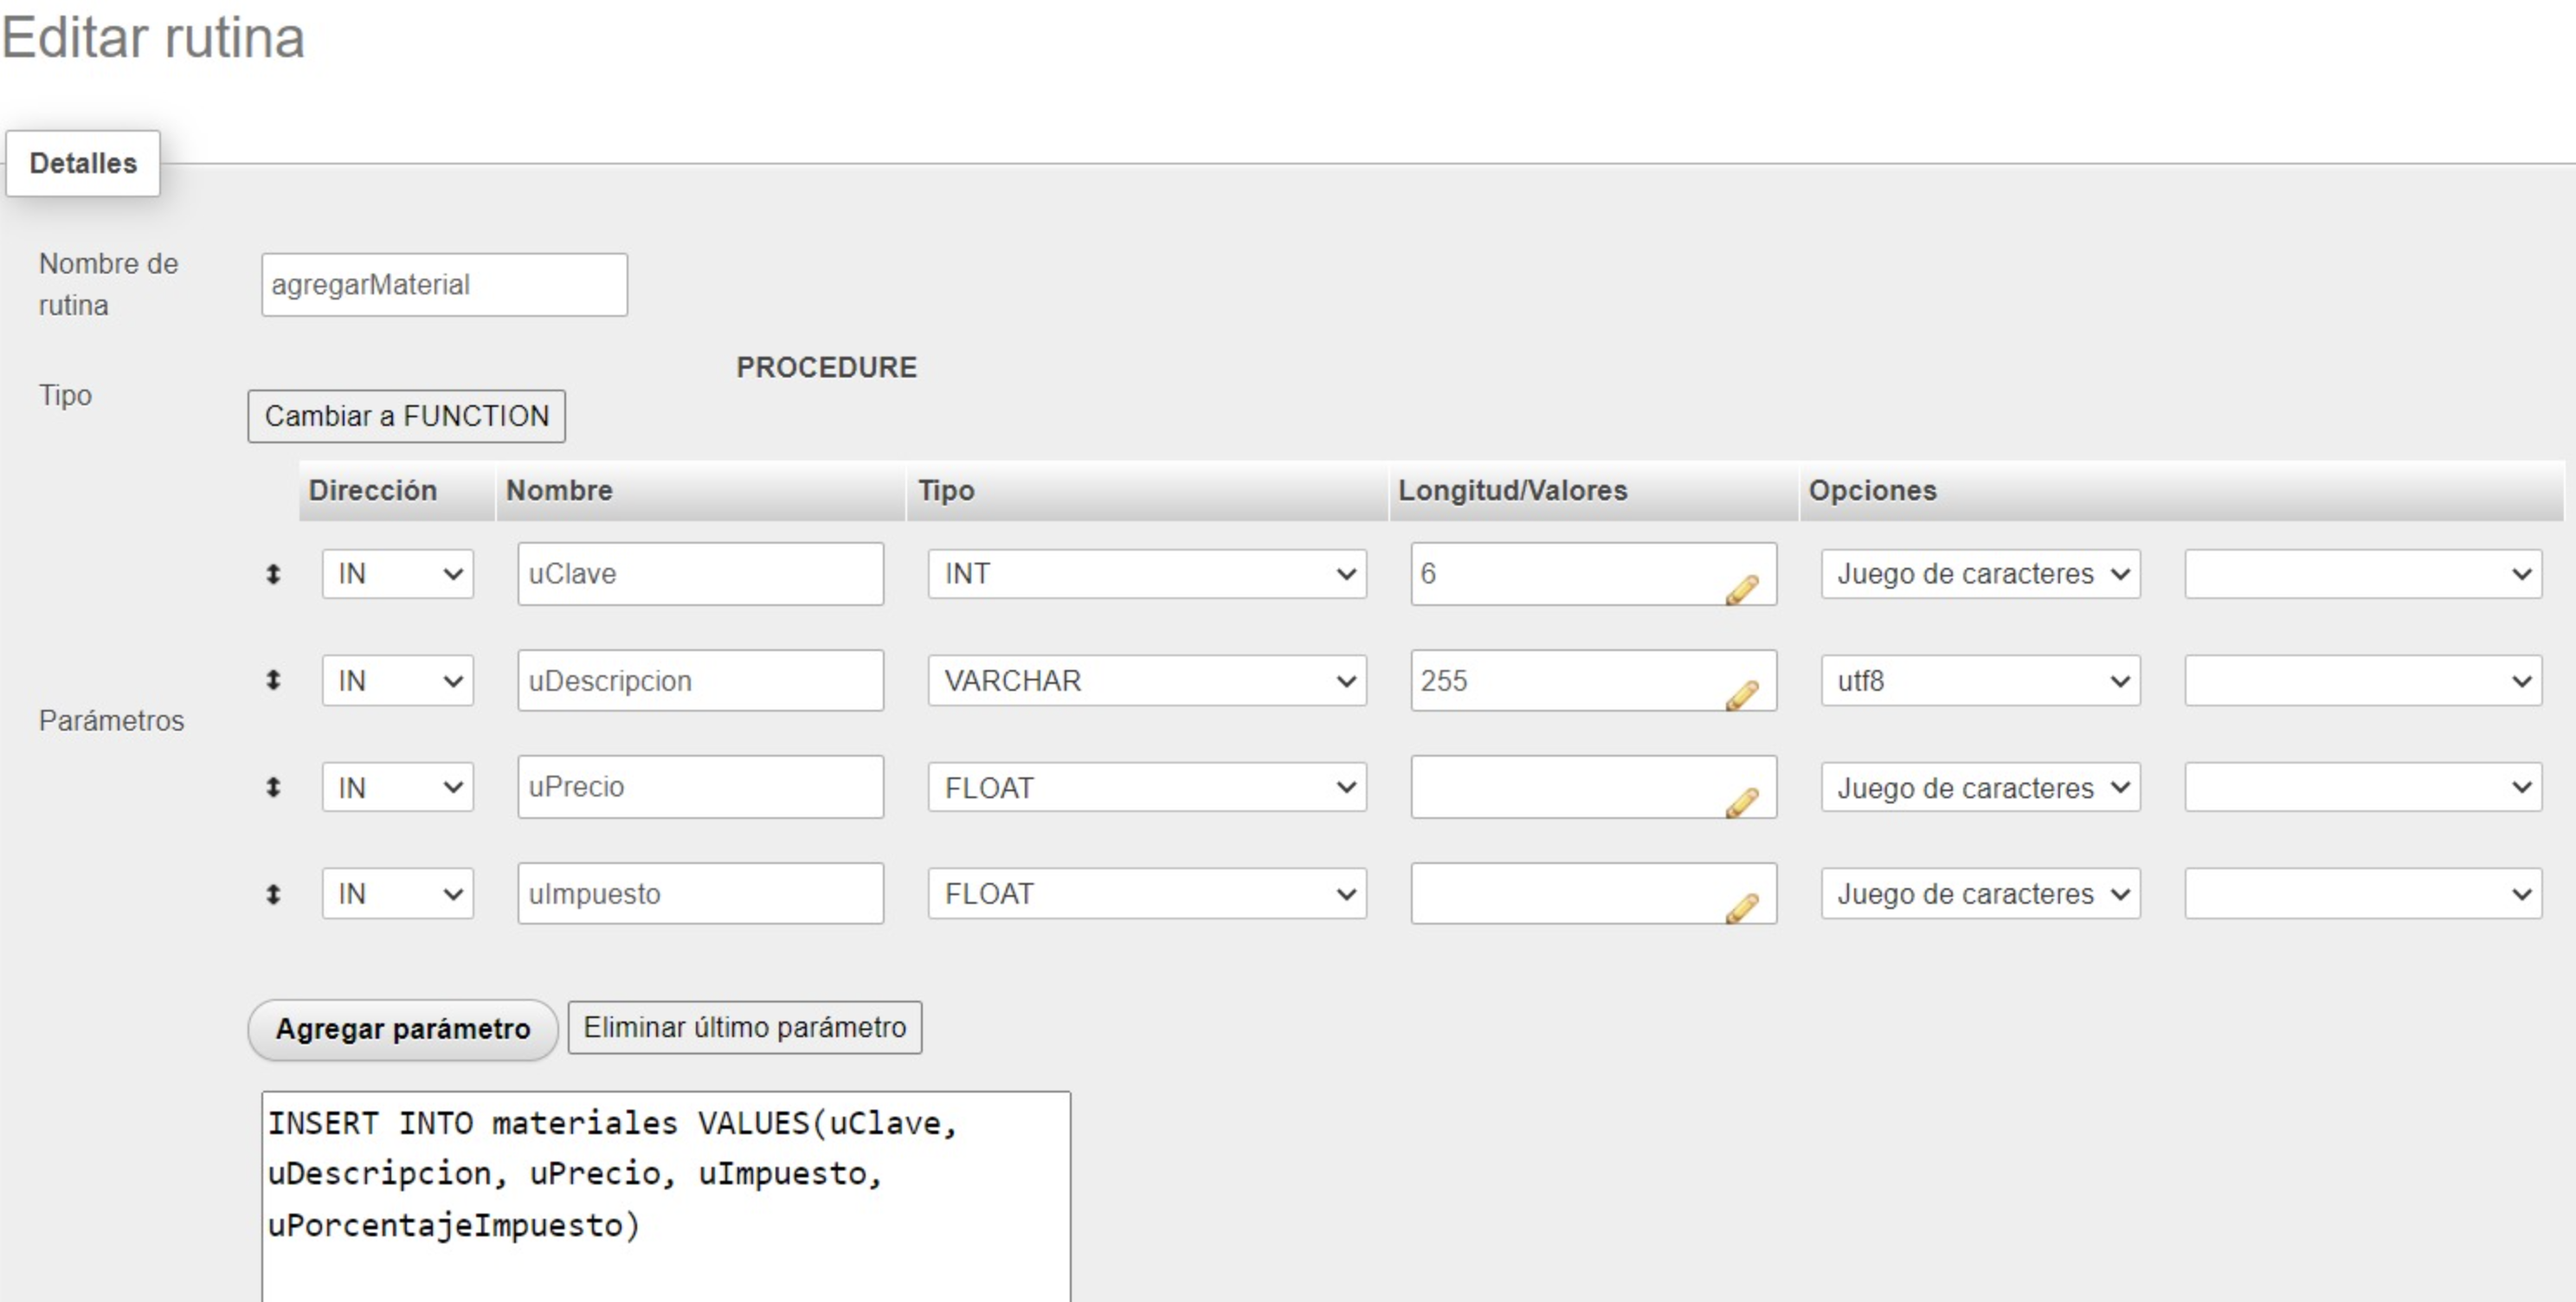 Editar rutina
Detalles
Nombre de
rutina
agregarMaterial
Tipo
PROCEDURE
Cambiar a FUNCTION
Parámetros
Dirección Nombre Tipo Longitud/Valores Opciones
IN uClave INT 6 Juego de caracteres
IN uDescripcion VARCHAR 255 utf8
IN uPrecio FLOAT Juego de caracteres
IN uImpuesto FLOAT Juego de caracteres
Agregar parámetro Eliminar último parámetro
INSERT INTO materiales VALUES(uClave,
uDescripcion, uPrecio, uImpuesto,
uPorcentajeImpuesto)